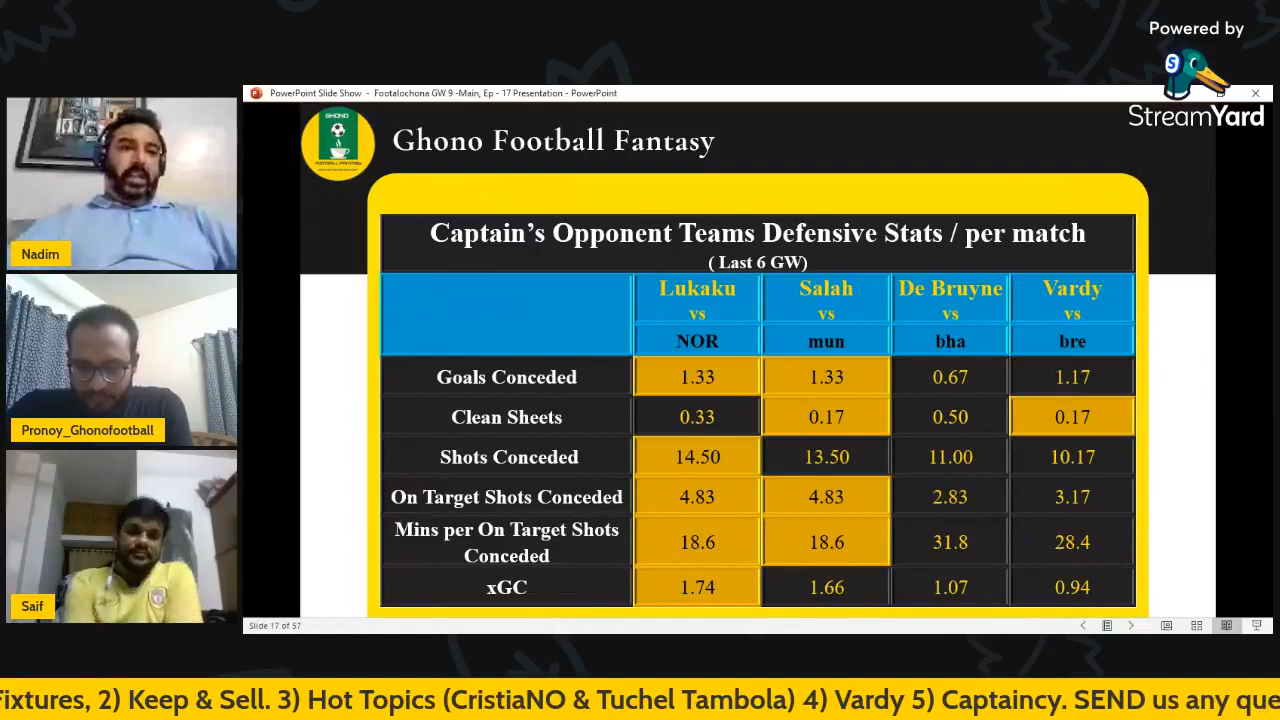 Powered by
StreamYard
PowerPoint Slide Show - Footalochona GW 9 -Main, Ep - 17 Presentation - PowerPoint
GHONO
FOOTBALL FANTASY
Ghono Football Fantasy
Nadim
Pronoy_Ghonofootball
Saif
Captain's Opponent Teams Defensive Stats / per match
( Last 6 GW)
Lukaku vs Salah vs De Bruyne vs Vardy vs
NOR mun bha bre
Goals Conceded 1.33 1.33 0.67 1.17
Clean Sheets 0.33 0.17 0.50 0.17
Shots Conceded 14.50 13.50 11.00 10.17
On Target Shots Conceded 4.83 4.83 2.83 3.17
Mins per On Target Shots Conceded 18.6 18.6 31.8 28.4
xGC 1.74 1.66 1.07 0.94
Slide 17 of 57
Fixtures, 2) Keep & Sell. 3) Hot Topics (CristiaNO & Tuchel Tambola) 4) Vardy 5) Captaincy. SEND us any que